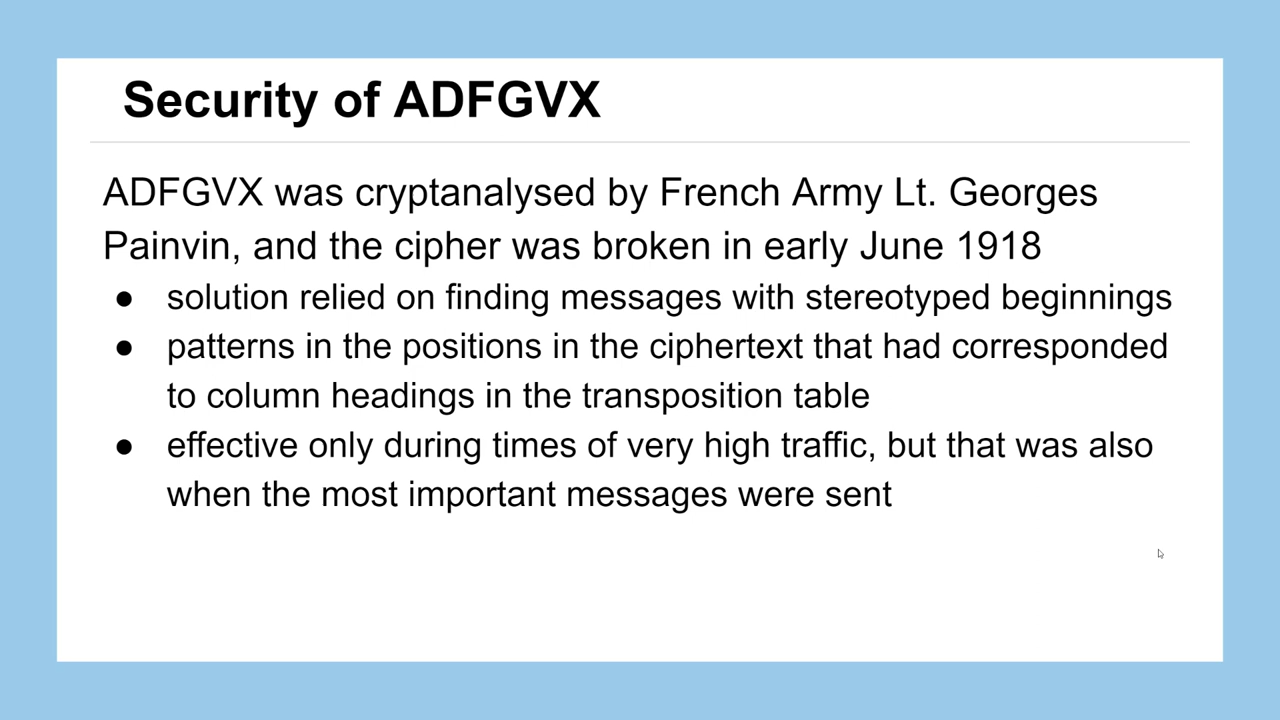 Security of ADFGVX
ADFGVX was cryptanalysed by French Army Lt. Georges
Painvin, and the cipher was broken in early June 1918
● solution relied on finding messages with stereotyped beginnings
● patterns in the positions in the ciphertext that had corresponded
to column headings in the transposition table
● effective only during times of very high traffic, but that was also
when the most important messages were sent